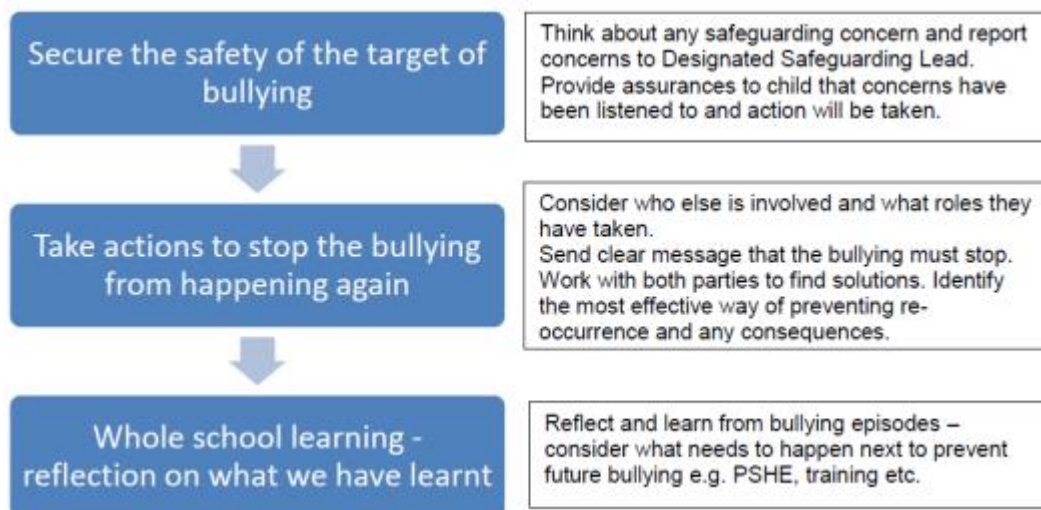 Secure the safety of the target of
bullying
Think about any safeguarding concern and report
concerns to Designated Safeguarding Lead.
Provide assurances to child that concerns have
been listened to and action will be taken.
Take actions to stop the bullying
from happening again
Consider who else is involved and what roles they
have taken.
Send clear message that the bullying must stop.
Work with both parties to find solutions. Identify
the most effective way of preventing re-
occurrence and any consequences.
Whole school learning -
reflection on what we have learnt
Reflect and learn from bullying episodes –
consider what needs to happen next to prevent
future bullying e.g. PSHE, training etc.